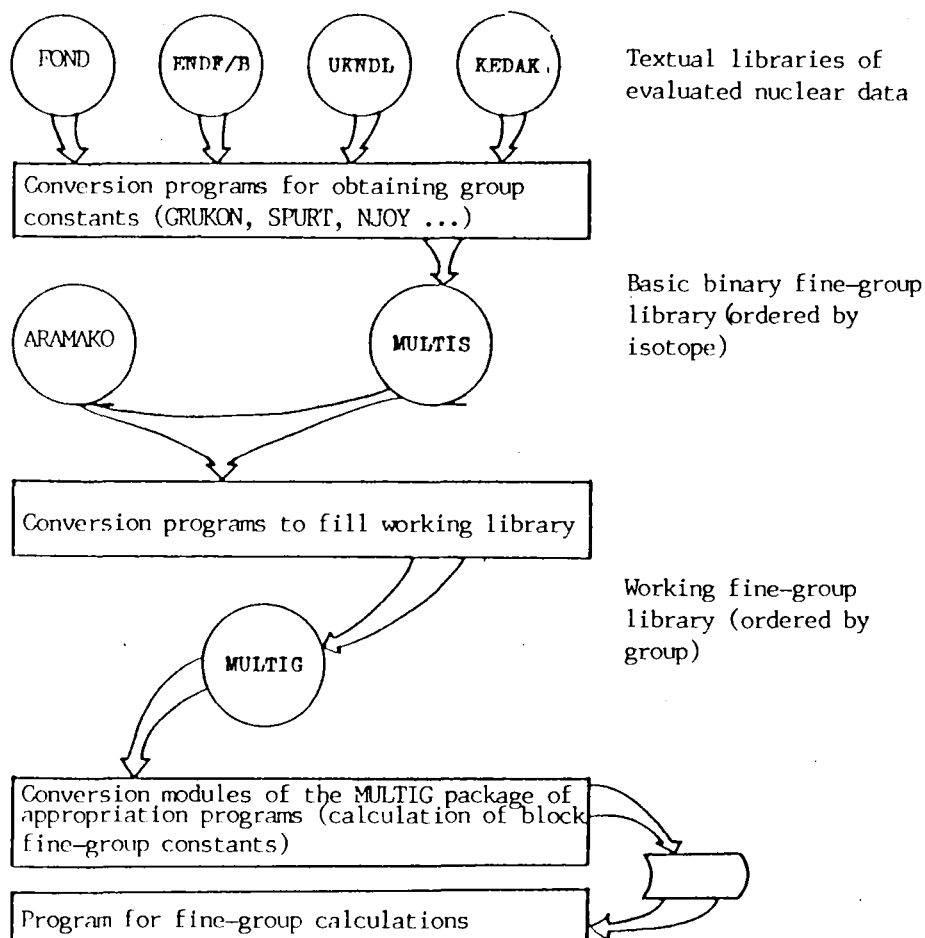 FOND
ENDF/B
UKNDL
KEDAK
Textual libraries of
evaluated nuclear data
Conversion programs for obtaining group
constants (GRUKON, SPURT, NJOY ...)
Basic binary fine-group
library (ordered by
isotope)
ARAMAKO
MULTIS
Conversion programs to fill working library
Working fine-group
library (ordered by
group)
MULTIG
Conversion modules of the MULTIG package of
appropriation programs (calculation of block
fine-group constants)
Program for fine-group calculations